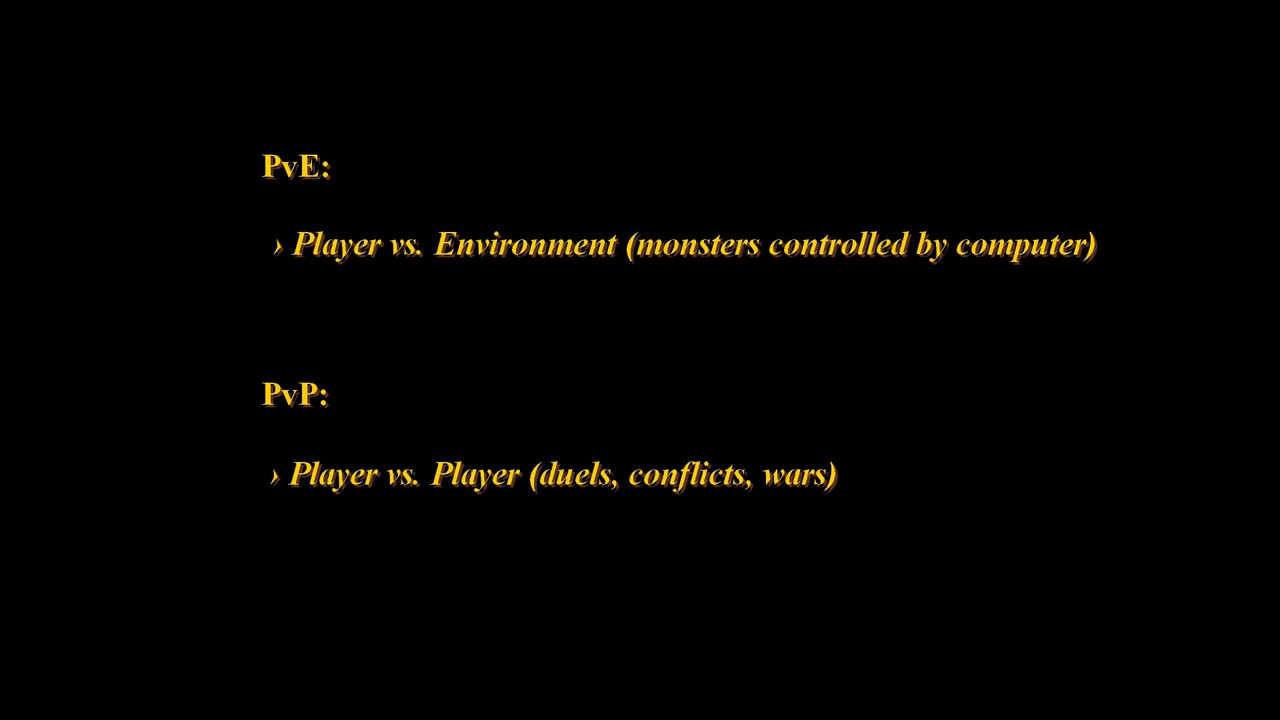 PvE:
› Player vs. Environment (monsters controlled by computer)
PvP:
› Player vs. Player (duels, conflicts, wars)